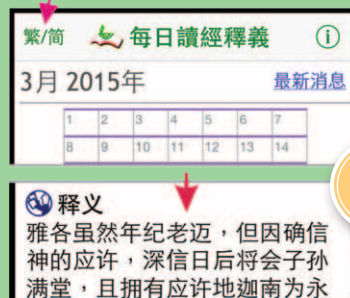 繁/简 每日讀經釋義 i
3月 2015年 最新消息
1 2 3 4 5 6 7
8 9 10 11 12 13 14
释义
雅各虽然年纪老迈，但因确信
神的应许，深信日后将会子孙
满堂，且拥有应许地迦南为永